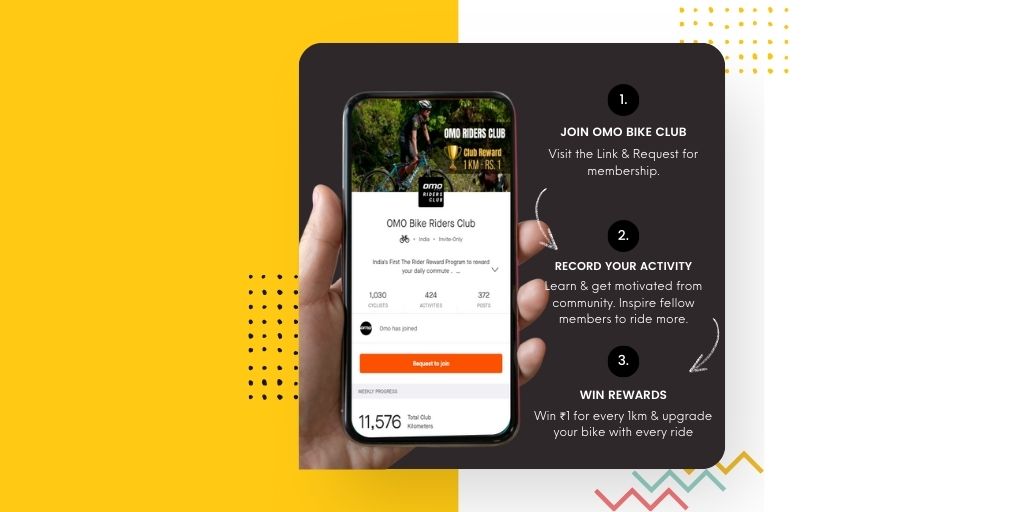 OMO RIDERS CLUB
Club Reward
1 KM - RS. 1
OMO
RIDERS
CLUB
OMO Bike Riders Club
India • Invite-Only
India's First The Rider Reward Program to reward
your daily commute . ...
1,030
424
372
CYCLISTS
ACTIVITIES
POSTS
omo
Omo has joined
Request to join
WEEKLY PROGRESS
11,576
Total Club
Kilometers
1.
JOIN OMO BIKE CLUB
Visit the Link & Request for
membership.
2.
RECORD YOUR ACTIVITY
Learn & get motivated from
community. Inspire fellow
members to ride more.
3.
WIN REWARDS
Win ₹1 for every 1km & upgrade
your bike with every ride